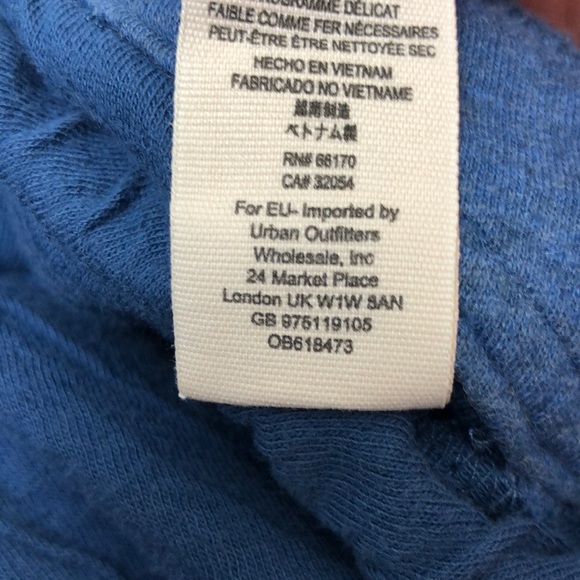 PROGRAMME DÉLICAT
FAIBLE COMME FER NÉCESSAIRES
PEUT-ÊTRE ÊTRE NETTOYÉE SEC
HECHO EN VIETNAM
FABRICADO NO VIETNAME
越南制造
ベトナム製
RN# 66170
CA# 32054
For EU- Imported by
Urban Outfitters
Wholesale, Inc
24 Market Place
London UK W1W 8AN
GB 975119105
OB618473